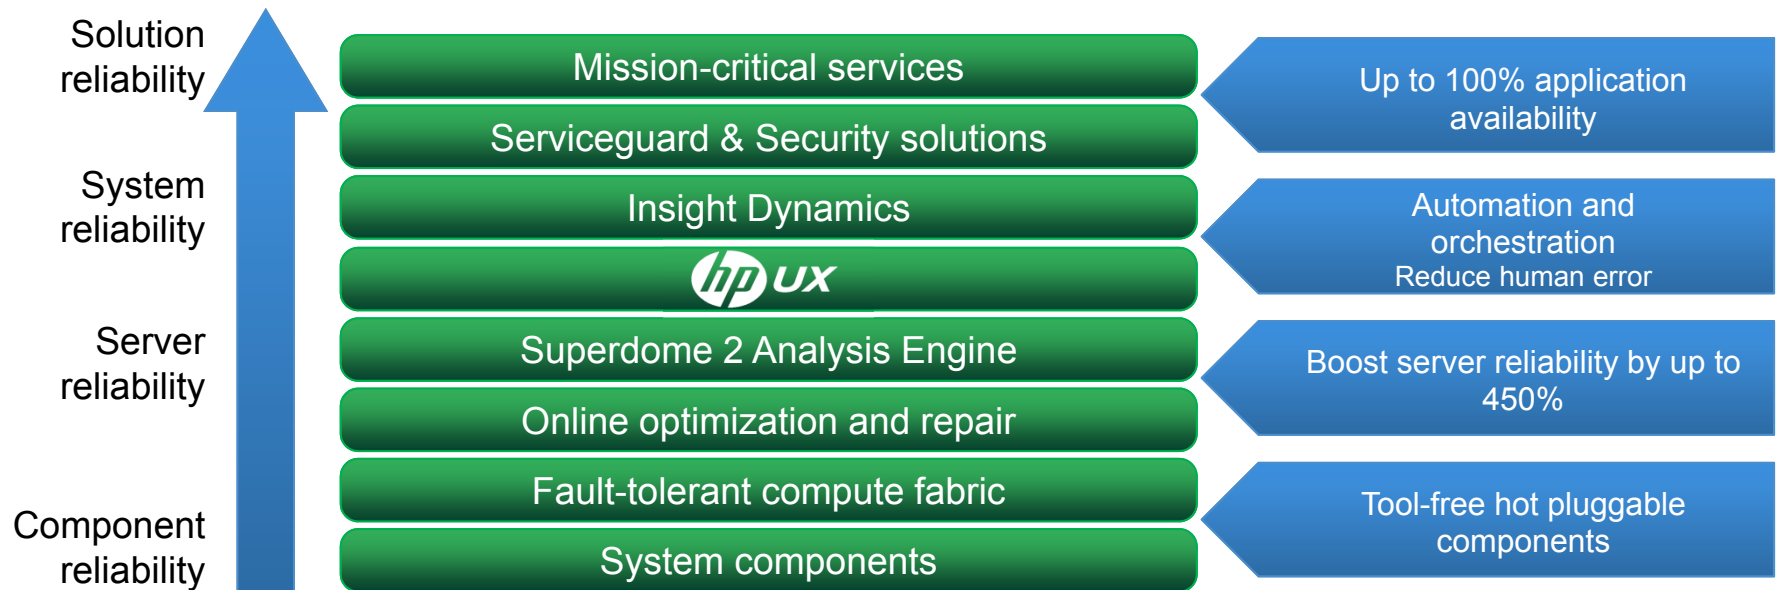 Solution
reliability
System
reliability
Server
reliability
Component
reliability
Mission-critical services
Serviceguard & Security solutions
Insight Dynamics
hp UX
Superdome 2 Analysis Engine
Online optimization and repair
Fault-tolerant compute fabric
System components
Up to 100% application
availability
Automation and
orchestration
Reduce human error
Boost server reliability by up to
450%
Tool-free hot pluggable
components